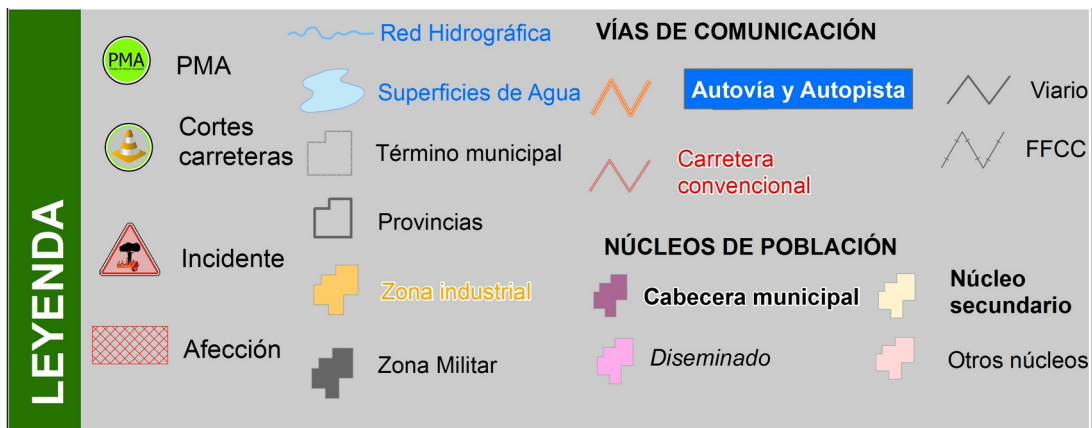 LEYENDA
PMA
PMA
Cortes
carreteras
Incidente
Afección
Red Hidrográfica
Superficies de Agua
Término municipal
Provincias
Zona industrial
Zona Militar
VÍAS DE COMUNICACIÓN
Autovía y Autopista
Carretera
convencional
Viario
FFCC
NÚCLEOS DE POBLACIÓN
Cabecera municipal
Diseminado
Núcleo
secundario
Otros núcleos